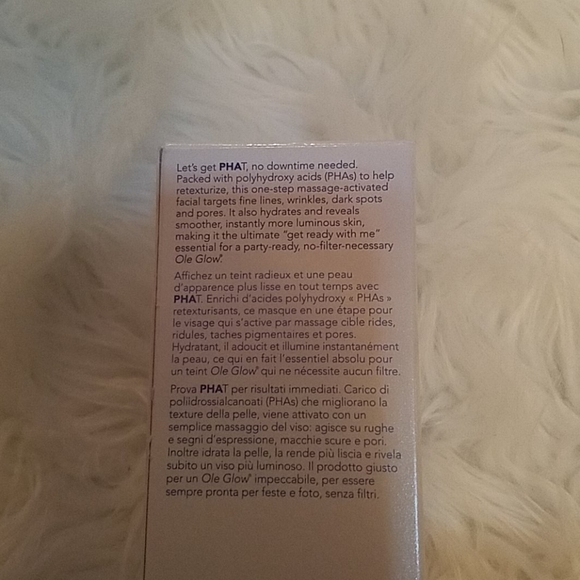 Let's get PHAT, no downtime needed.
Packed with polyhydroxy acids (PHAs) to help
retexturize, this one-step massage-activated
facial targets fine lines, wrinkles, dark spots
and pores. It also hydrates and reveals
smoother, instantly more luminous skin,
making it the ultimate "get ready with me"
essential for a party-ready, no-filter-necessary
Ole Glow®.
Affichez un teint radieux et une peau
d'apparence plus lisse en tout temps avec
PHAT. Enrichi d'acides polyhydroxy « PHAs »
retexturisants, ce masque en une étape pour
le visage qui s'active par massage cible rides,
ridules, taches pigmentaires et pores.
Hydratant, il adoucit et illumine instantanément
la peau, ce qui en fait l'essentiel absolu pour
un teint Ole Glow® qui ne nécessite aucun filtre.
Prova PHAT per risultati immediati. Carico di
poliidrossialcanoati (PHAs) che migliorano la
texture della pelle, viene attivato con un
semplice massaggio del viso: agisce su rughe
e segni d'espressione, macchie scure e pori.
Inoltre idrata la pelle, la rende più liscia e rivela
subito un viso più luminoso. Il prodotto giusto
per un Ole Glow® impeccabile, per essere
sempre pronta per feste e foto, senza filtri.